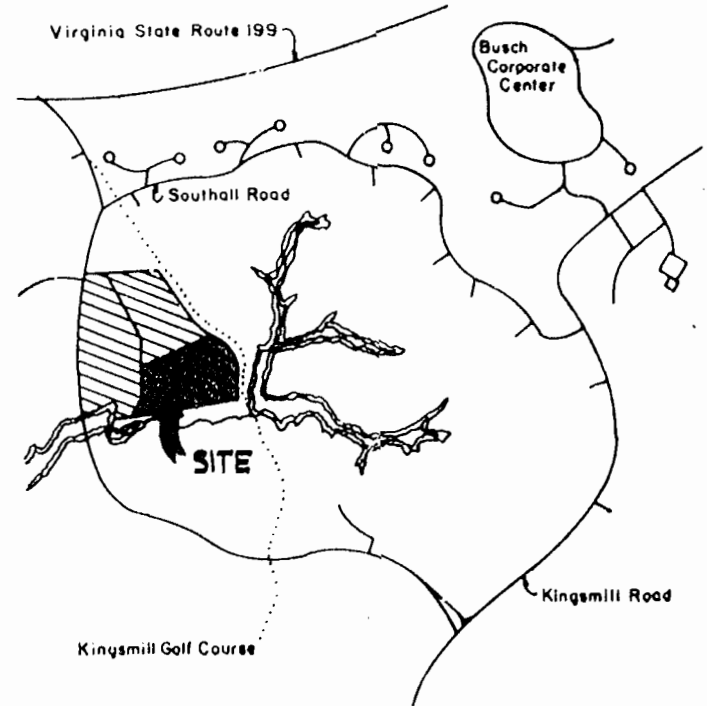 Virginia State Route 199
Busch
Corporate
Center
Southall Road
SITE
Kingsmill Road
Kingsmill Golf Course